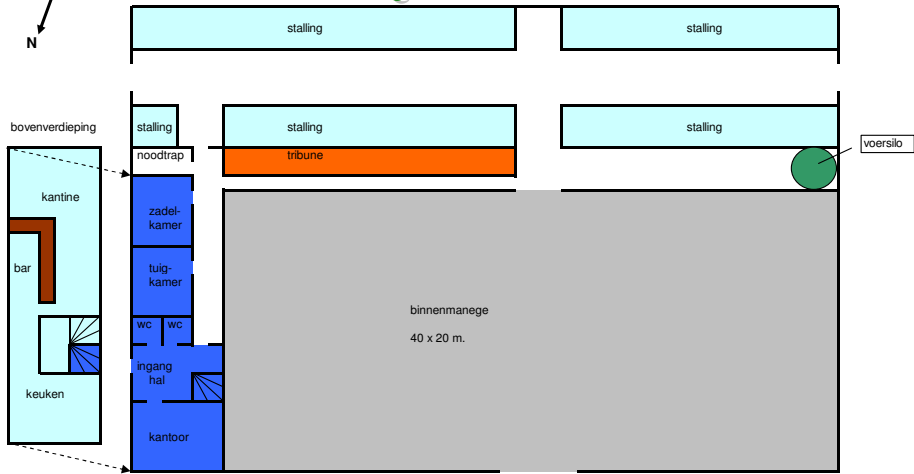 N
stalling
stalling
bovenverdieping
stalling
stalling
stalling
noodtrap
tribune
voersilo
kantine
zadel-
kamer
bar
tuig-
kamer
binnenmanege
40 x 20 m.
wc
wc
ingang
hal
keuken
kantoor